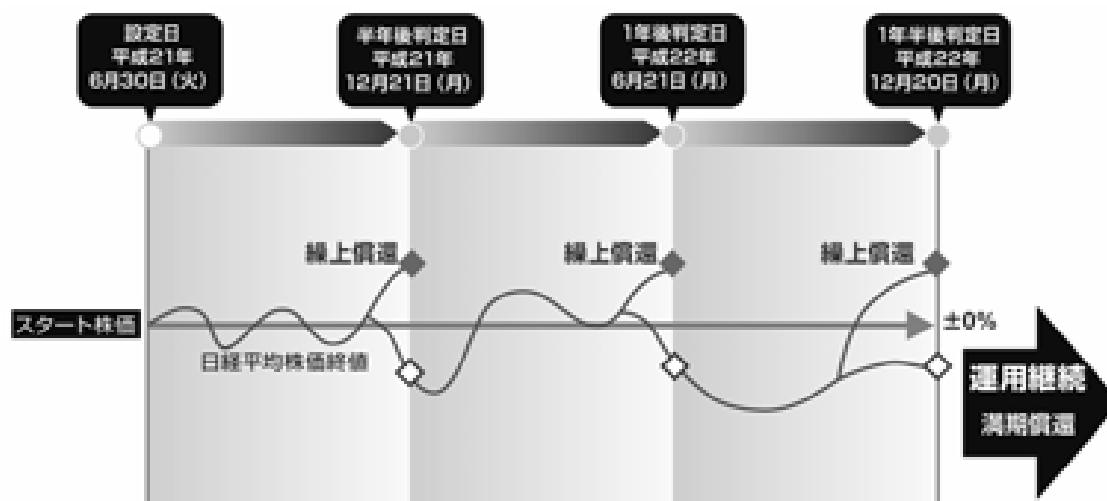 設定日
平成21年
6月30日（火）
半年後判定日
平成21年
12月21日（月）
1年後判定日
平成22年
6月21日（月）
1年半後判定日
平成22年
12月20日（月）
繰上償還
繰上償還
繰上償還
スタート株価
±0%
日経平均株価終値
運用継続
満期償還